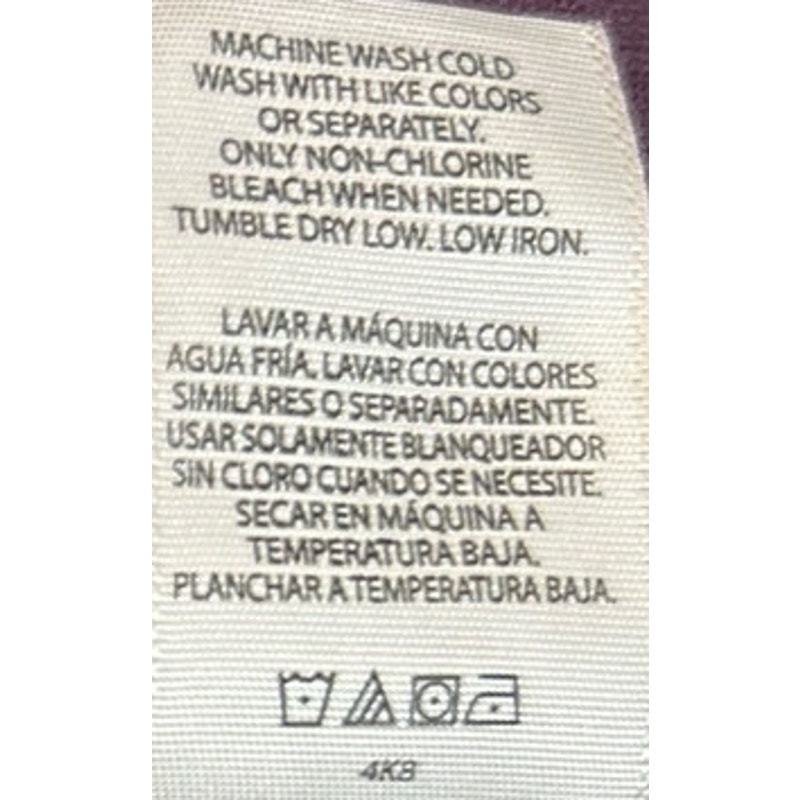 MACHINE WASH COLD
WASH WITH LIKE COLORS
OR SEPARATELY.
ONLY NON-CHLORINE
BLEACH WHEN NEEDED.
TUMBLE DRY LOW. LOW IRON.
LAVAR A MÁQUINA CON
AGUA FRÍA. LAVAR CON COLORES
SIMILARES O SEPARADAMENTE.
USAR SOLAMENTE BLANQUEADOR
SIN CLORO CUANDO SE NECESITE.
SECAR EN MÁQUINA A
TEMPERATURA BAJA.
PLANCHAR A TEMPERATURA BAJA.
4K8